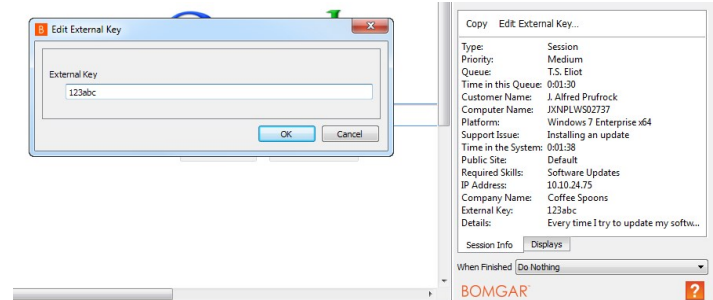 B Edit External Key
External Key
123abc
OK Cancel
Copy Edit External Key...
Type: Session
Priority: Medium
Queue: T.S. Eliot
Time in this Queue: 0:01:30
Customer Name: J. Alfred Prufrock
Computer Name: JXNPLWS02737
Platform: Windows 7 Enterprise x64
Support Issue: Installing an update
Time in the System: 0:01:38
Public Site: Default
Required Skills: Software Updates
IP Address: 10.10.24.75
Company Name: Coffee Spoons
External Key: 123abc
Details: Every time I try to update my softw...
Session Info Displays
When Finished Do Nothing
BOMGAR ?